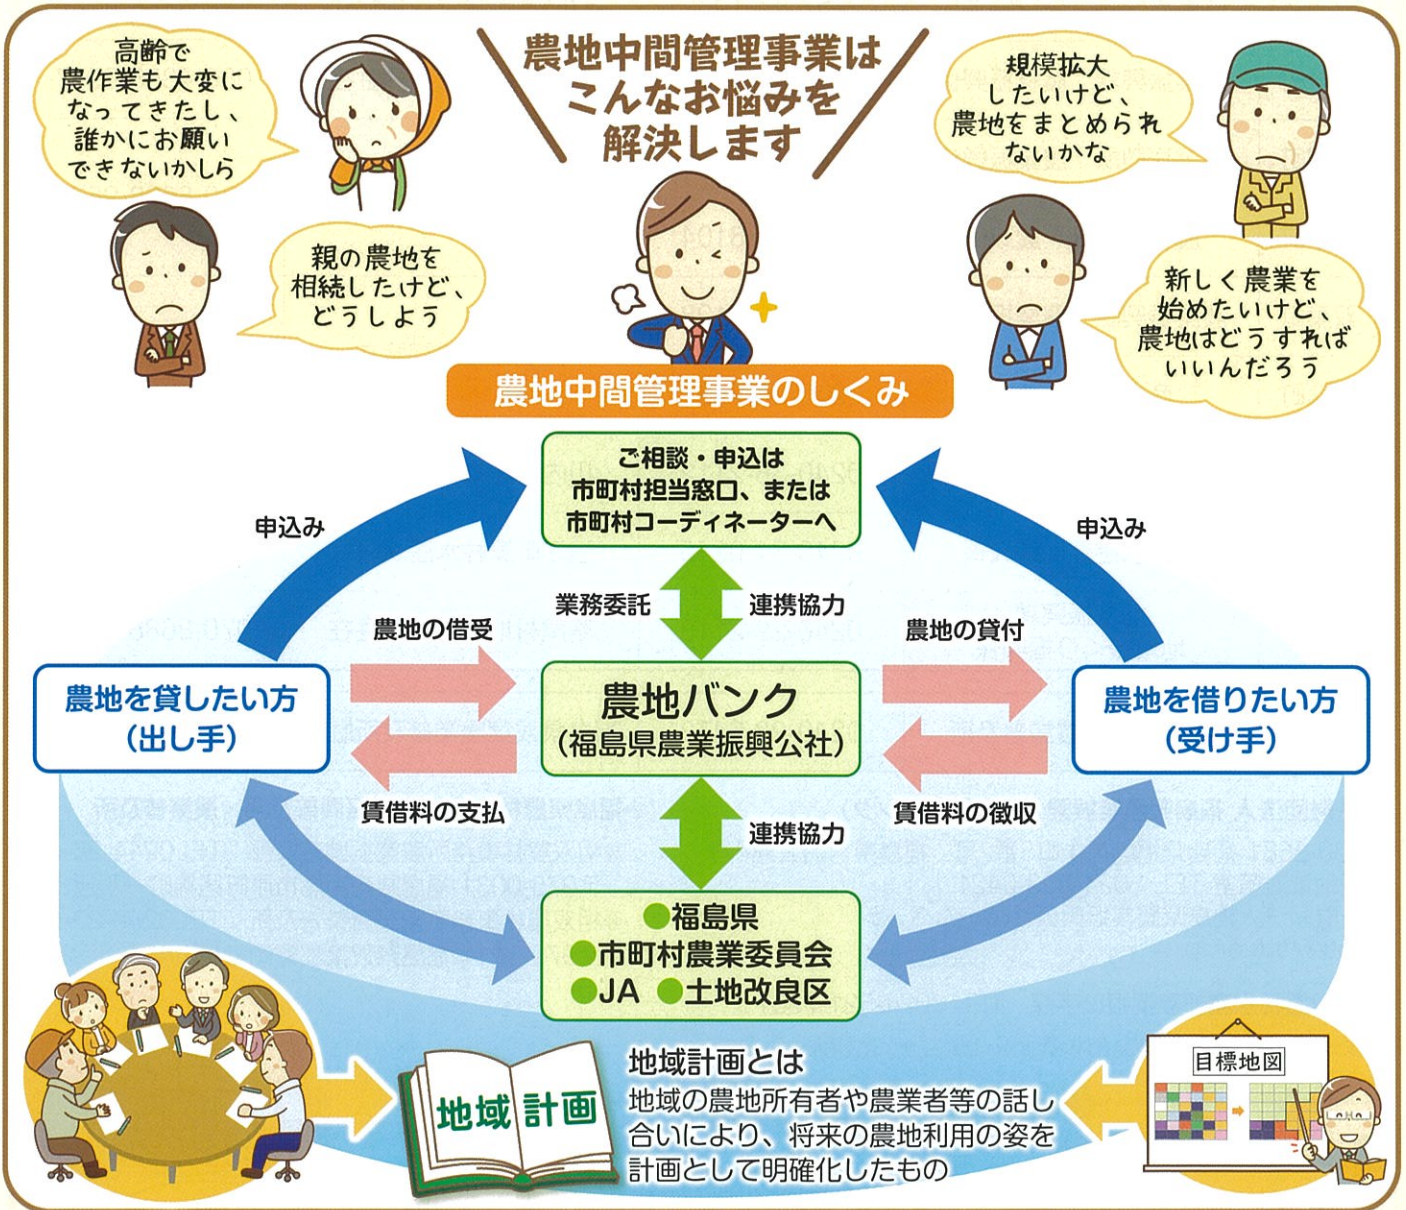 農地中間管理事業は
こんなお悩みを
解決します
高齢で
農作業も大変に
なってきたし、
誰かにお願い
できないかしら
親の農地を
相続したけど、
どうしよう
規模拡大
したいけど、
農地をまとめられ
ないかな
新しく農業を
始めたいけど、
農地はどうすれば
いいんだろう
農地中間管理事業のしくみ
ご相談・申込は
市町村担当窓口、または
市町村コーディネーターへ
申込み
申込み
業務委託
連携協力
農地の借受
農地の貸付
農地を貸したい方
（出し手）
農地バンク
（福島県農業振興公社）
農地を借りたい方
（受け手）
賃借料の支払
賃借料の徴収
連携協力
●福島県
●市町村農業委員会
●JA ●土地改良区
地域計画
地域計画とは
地域の農地所有者や農業者等の話し
合いにより、将来の農地利用の姿を
計画として明確化したもの
目標地図